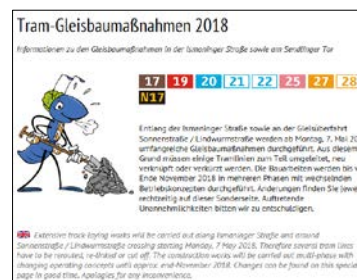 Tram-Gleisbaumaßnahmen 2018
Informationen zu den Gleisbaumaßnahmen in der Ismaninger Straße sowie am Sendlinger Tor
17 19 20 21 22 25 27 28
N17
Entlang der Ismaninger Straße sowie an der Gleisüberfahrt
Sonnenstraße / Lindwurmstraße werden ab Montag, 7. Mai 20
umfangreiche Gleisbaumaßnahmen durchgeführt. Aus diesem
Grund müssen einige Tramlinien zum Teil umgeleitet, neu
verknüpft oder verkürzt werden. Die Bauarbeiten werden bis
Ende November 2018 in mehreren Phasen mit wechselnden
Betriebskonzepten durchgeführt. Änderungen finden Sie
rechtzeitig auf dieser Sonderseite. Auftretende
Unannehmlichkeiten bitten wir zu entschuldigen.
Extensive track laying works will be carried out along Ismaninger Straße and around
Sonnenstraße / Lindwurmstraße crossing starting Monday, 7 May 2018. Therefore several tram lines
have to be rerouted, re-linked or cut off. The construction works will be carried out multi-phase with
changing operating concepts until approx. end-November 2018. Changes can be found on this special
page in good time. Apologies for any inconvenience.